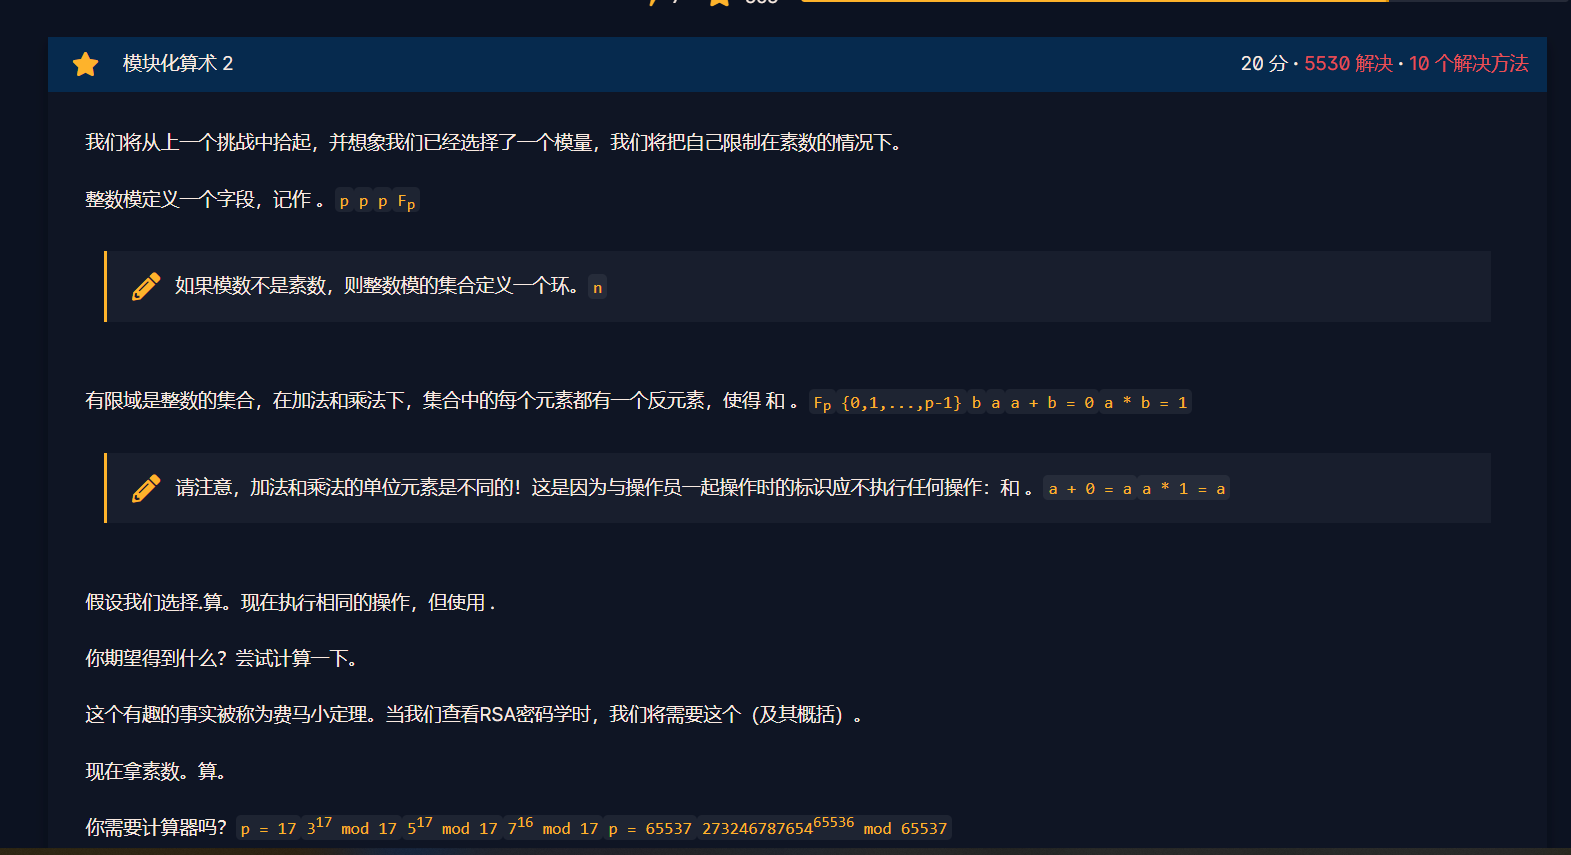 模块化算术 2
20 分 · 5530 解决 · 10 个解决方法
我们将从上一个挑战中拾起，并想象我们已经选择了一个模量，我们将把自己限制在素数的情况下。
整数模定义一个字段，记作 。 p p p Fp
如果模数不是素数，则整数模的集合定义一个环。 n
有限域是整数的集合，在加法和乘法下，集合中的每个元素都有一个反元素，使得 和 。 Fp {0,1,...,p-1} b a a + b = 0 a * b = 1
请注意，加法和乘法的单位元素是不同的！这是因为与操作员一起操作时的标识应不执行任何操作：和 。 a + 0 = a a * 1 = a
假设我们选择.算。现在执行相同的操作，但使用 .
你期望得到什么？尝试计算一下。
这个有趣的事实被称为费马小定理。当我们查看RSA密码学时，我们将需要这个（及其概括）。
现在拿素数。算。
你需要计算器吗？ p = 17 3^17 mod 17 5^17 mod 17 7^16 mod 17 p = 65537 273246787654^65536 mod 65537